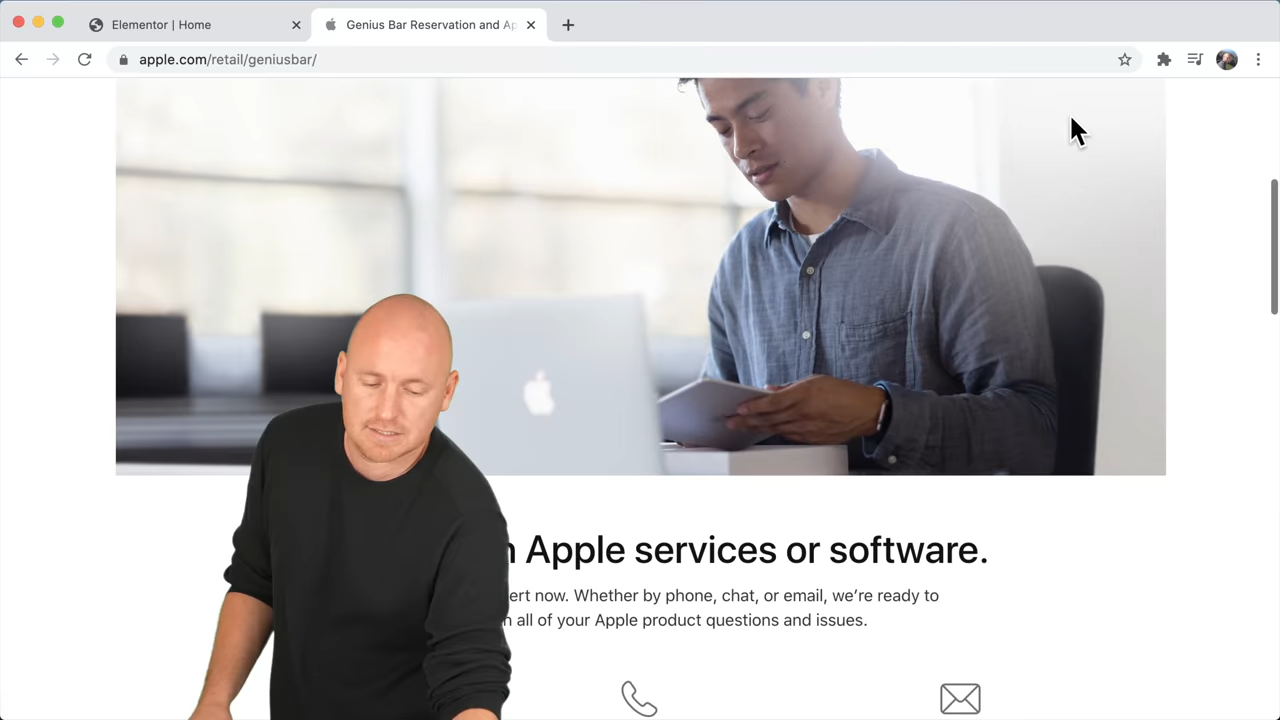 Elementor | Home
Genius Bar Reservation and Ap
apple.com/retail/geniusbar/
Apple services or software.
now. Whether by phone, chat, or email, we're ready to
all of your Apple product questions and issues.